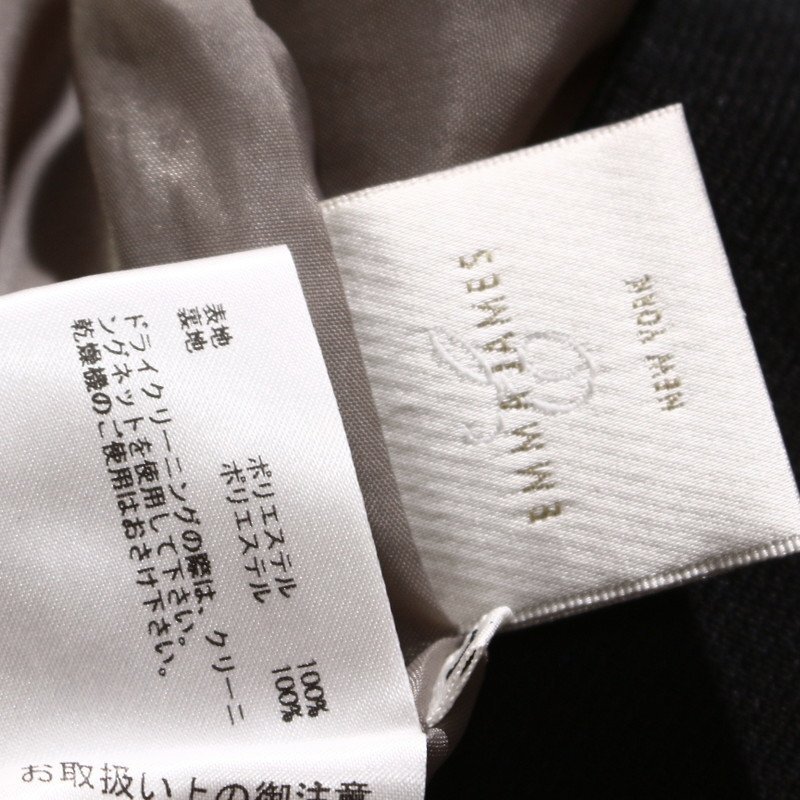 表地 ポリエステル 100%
裏地 ポリエステル 100%
ドライクリーニングの際は、クリーニ
ングネットを使用して下さい。
乾燥機のご使用はおさけ下さい。
お取扱い上の御注意
EMMA JAMES
NEW YORK